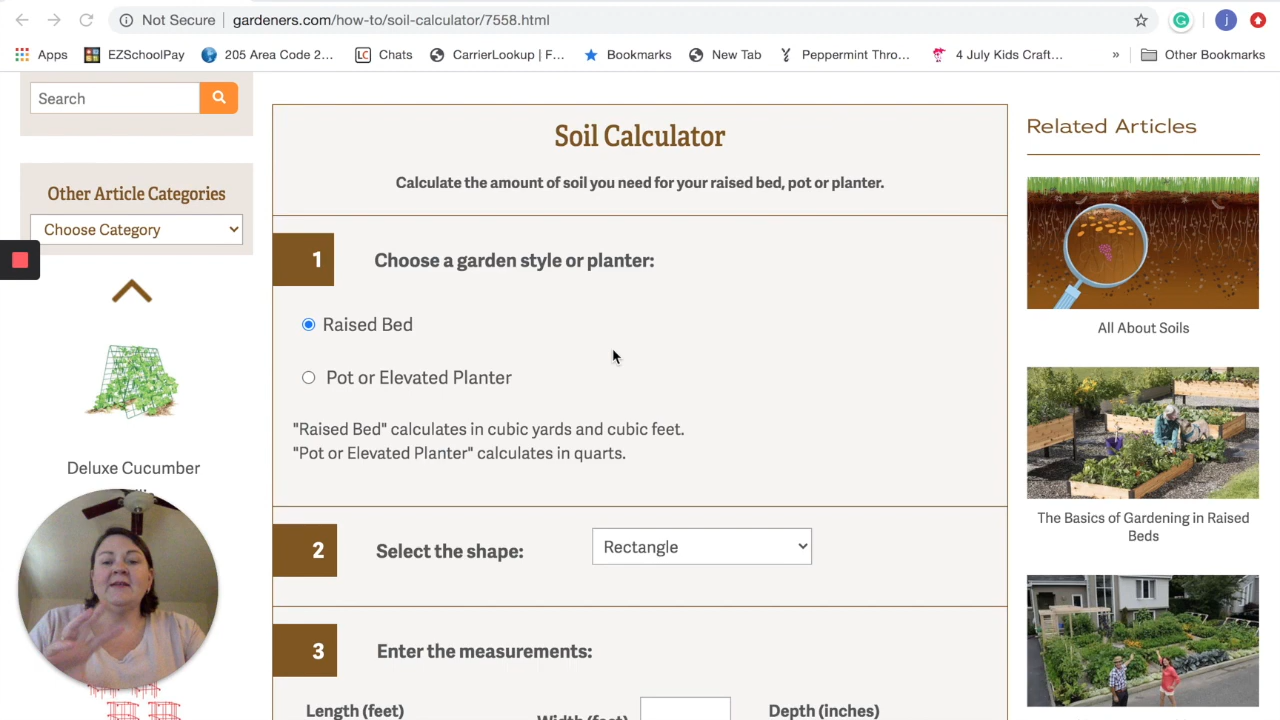 Not Secure
gardeners.com/how-to/soil-calculator/7558.html
j
Apps
EZSchoolPay
205 Area Code 2...
LC
Chats
CarrierLookup | F...
Bookmarks
New Tab
Peppermint Thro...
4 July Kids Craft...
»
Other Bookmarks
Search
Other Article Categories
Choose Category
Deluxe Cucumber
Soil Calculator
Calculate the amount of soil you need for your raised bed, pot or planter.
1
Choose a garden style or planter:
Raised Bed
Pot or Elevated Planter
"Raised Bed" calculates in cubic yards and cubic feet.
"Pot or Elevated Planter" calculates in quarts.
2
Select the shape:
Rectangle
3
Enter the measurements:
Length (feet)
Width (feet)
Depth (inches)
Related Articles
All About Soils
The Basics of Gardening in Raised
Beds